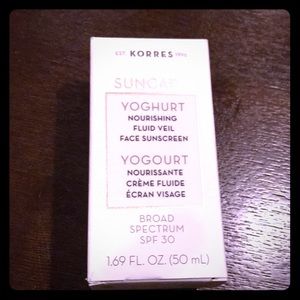 EST. KORRES 1996
SUNCARE
YOGHURT
NOURISHING
FLUID VEIL
FACE SUNSCREEN
YOGOURT
NOURISSANTE
CRÈME FLUIDE
ÉCRAN VISAGE
BROAD
SPECTRUM
SPF 30
1.69 FL. OZ. (50 mL)